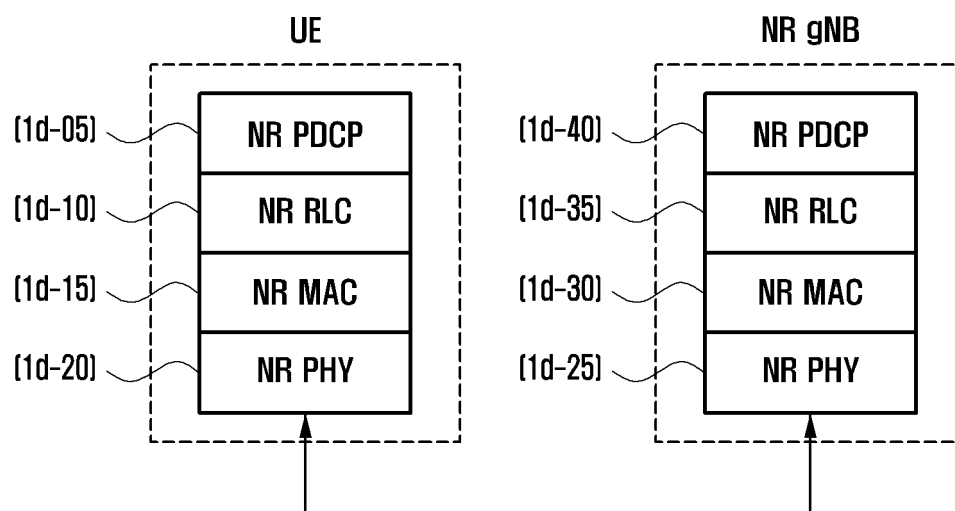 UE
NR gNB
(1d-05) NR PDCP
(1d-40) NR PDCP
(1d-10) NR RLC
(1d-35) NR RLC
(1d-15) NR MAC
(1d-30) NR MAC
(1d-20) NR PHY
(1d-25) NR PHY